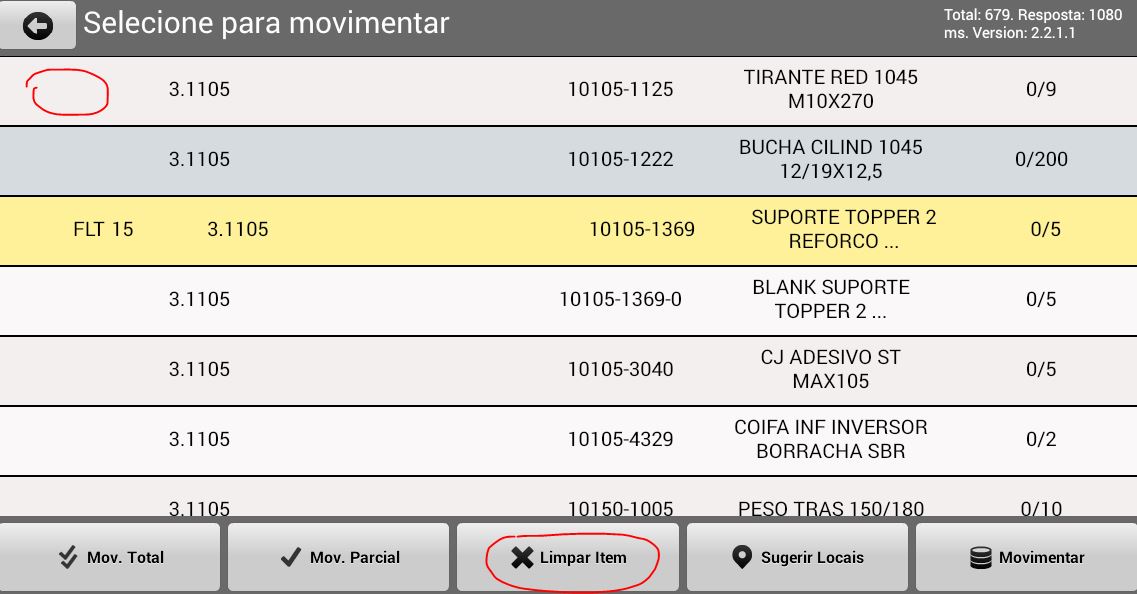 Selecione para movimentar
Total: 679. Resposta: 1080
ms. Version: 2.2.1.1
3.1105 10105-1125 TIRANTE RED 1045 0/9
M10X270
3.1105 10105-1222 BUCHA CILIND 1045 0/200
12/19X12,5
FLT 15 3.1105 10105-1369 SUPORTE TOPPER 2 0/5
REFORCO ...
3.1105 10105-1369-0 BLANK SUPORTE 0/5
TOPPER 2 ...
3.1105 10105-3040 CJ ADESIVO ST 0/5
MAX105
3.1105 10105-4329 COIFA INF INVERSOR 0/2
BORRACHA SBR
3.1105 10150-1005 PESO TRAS 150/180 0/10
Mov. Total Mov. Parcial Limpar Item Sugerir Locais Movimentar